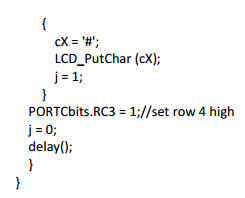 {
cX = '#';
LCD_PutChar (cX);
j = 1;
}
PORTCbits.RC3 = 1;//set row 4 high
j = 0;
delay();
}
}